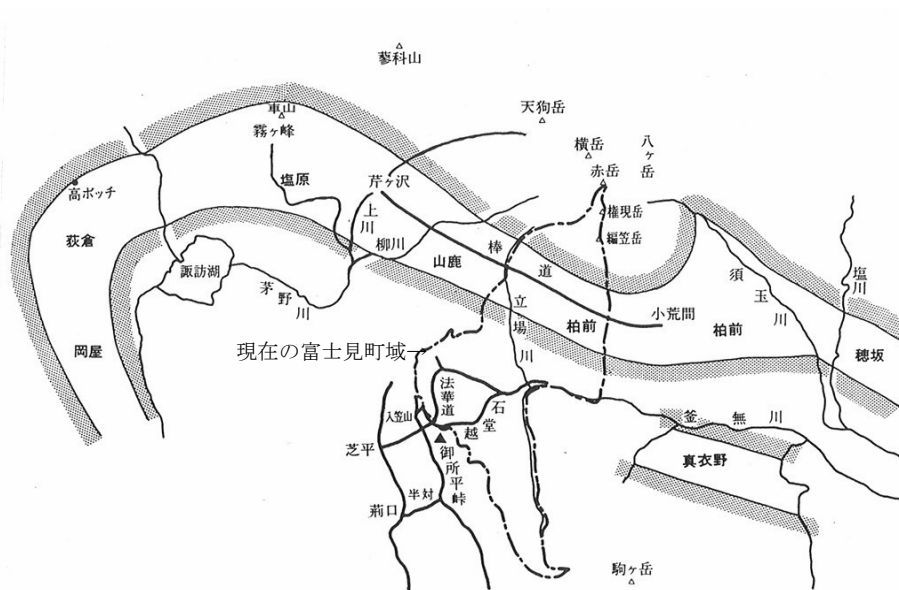 蓼科山
天狗岳
車山
霧ヶ峰
横岳
八ヶ岳
赤岳
高ボッチ
塩原
芹ヶ沢
権現岳
編笠岳
荻倉
上川
柳川
棒道
山鹿
諏訪湖
茅野川
立場川
柏前
小荒間
柏前
須玉川
塩川
穂坂
岡屋
現在の富士見町域
法華道
石堂越
入笠山
釜無川
芝平
御所平峠
真衣野
半対
荊口
駒ヶ岳